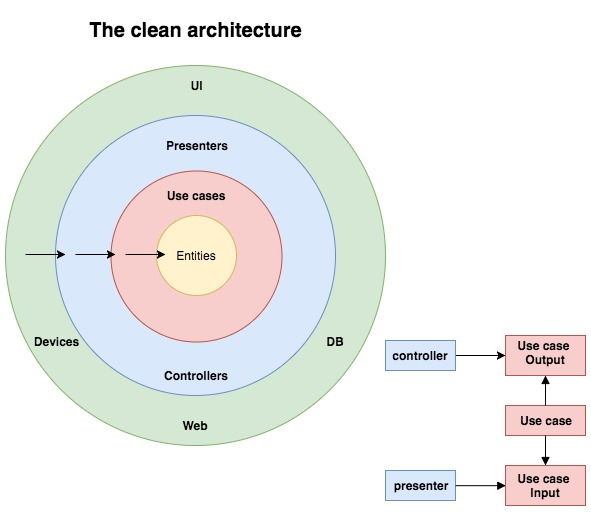 The clean architecture
UI
Presenters
Use cases
Entities
Devices
DB
Controllers
Web
controller
Use case
Output
Use case
presenter
Use case
Input